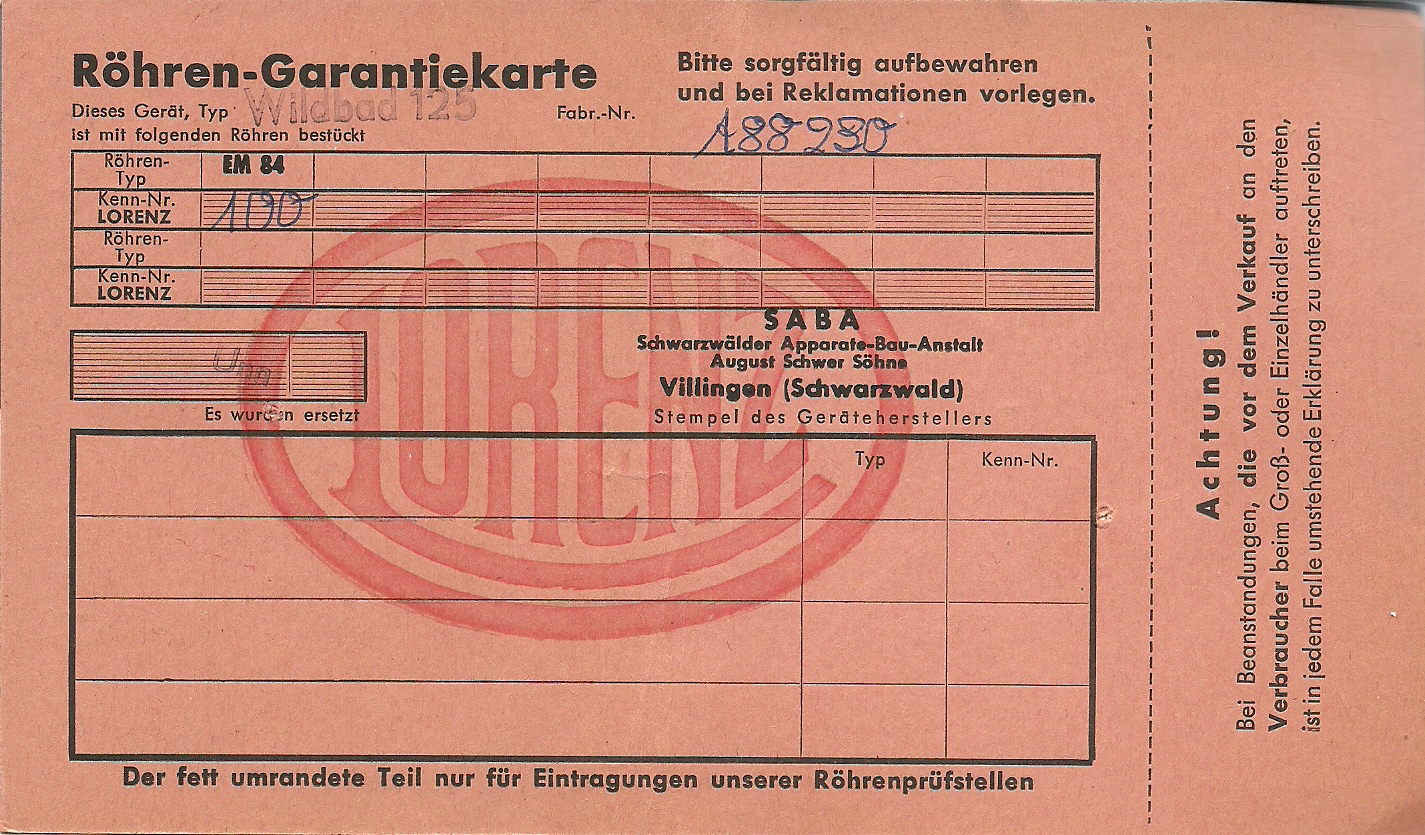 Röhren-Garantiekarte
Bitte sorgfältig aufbewahren
und bei Reklamationen vorlegen.
Dieses Gerät, Typ Wildbad 125 Fabr.-Nr.
ist mit folgenden Röhren bestückt
A88230
Röhren-
Typ
EM 84
Kenn-Nr.
LORENZ
100
Röhren-
Typ
Kenn-Nr.
LORENZ
LORENZ
SABA
Schwarzwälder Apparate-Bau-Anstalt
August Schwer Söhne
Villingen (Schwarzwald)
Stempel des Geräteherstellers
Es wurden ersetzt
Typ Kenn-Nr.
Der fett umrandete Teil nur für Eintragungen unserer Röhrenprüfstellen
Achtung!
Bei Beanstandungen, die vor dem Verkauf an den
Verbraucher beim Groß- oder Einzelhändler auftreten,
ist in jedem Falle umstehende Erklärung zu unterschreiben.